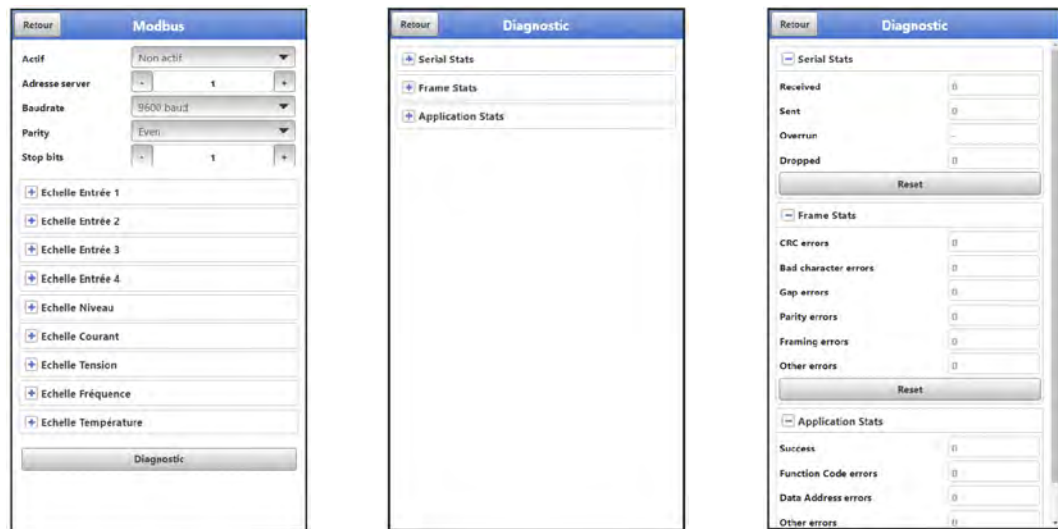 Retour Modbus
Actif Non actif
Adresse server - 1 +
Baudrate 9600 baud
Parity Even
Stop bits - 1 +
+ Echelle Entrée 1
+ Echelle Entrée 2
+ Echelle Entrée 3
+ Echelle Entrée 4
+ Echelle Niveau
+ Echelle Courant
+ Echelle Tension
+ Echelle Fréquence
+ Echelle Température
Diagnostic
Retour Diagnostic
+ Serial Stats
+ Frame Stats
+ Application Stats
Retour Diagnostic
- Serial Stats
Received 0
Sent 0
Overrun -
Dropped 0
Reset
- Frame Stats
CRC errors 0
Bad character errors 0
Gap errors 0
Parity errors 0
Framing errors 0
Other errors 0
Reset
- Application Stats
Success 0
Function Code errors 0
Data Address errors 0
Other errors 0